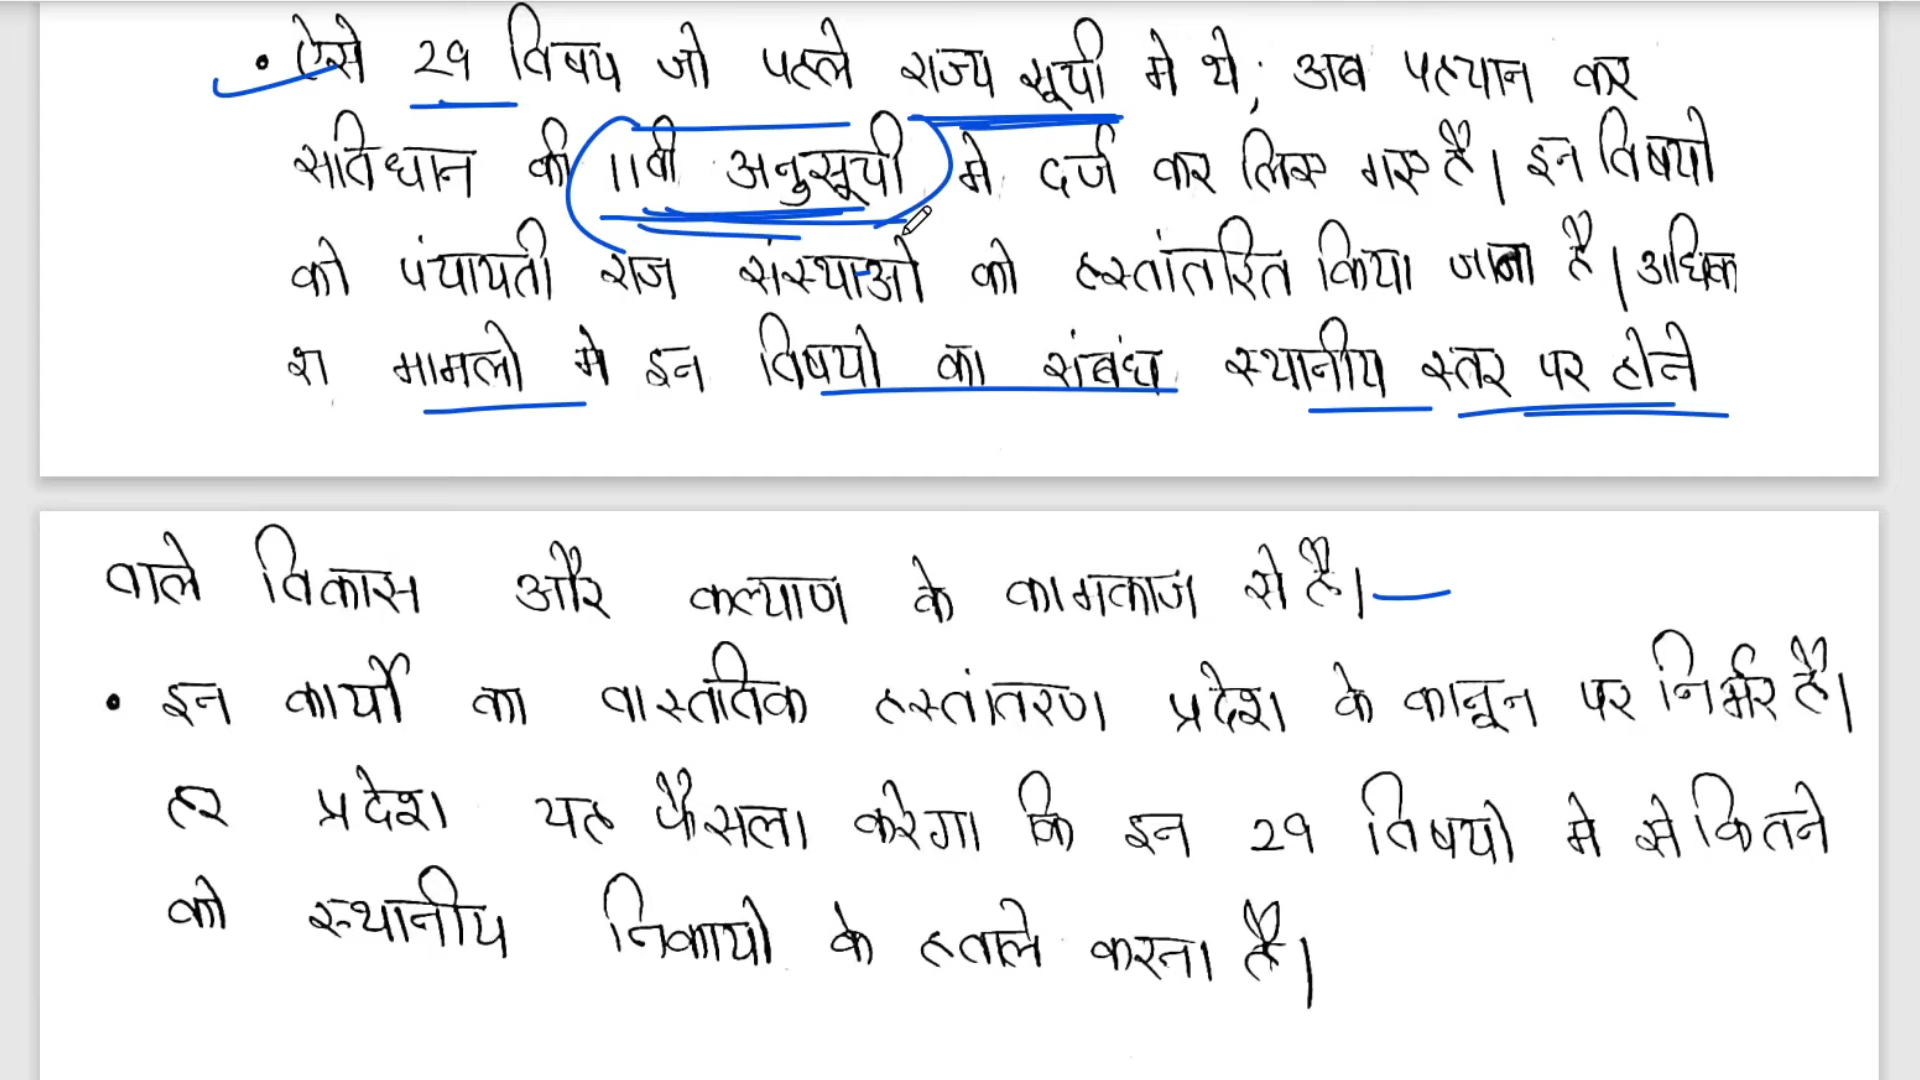 • ऐसे 29 विषय जो पहले राज्य सूची मे थे; अब पहचान कर
सविधान की 11वी अनुसूची मे दर्ज कर लिए गए है। इन विषयो
को पंचायती राज संस्थाओ को हस्तांतरित किया जाना है। अधिक
श मामलो मे इन विषयो का संबंध स्थानीय स्तर पर होने
वाले विकास और कल्याण के कामकाज से है।
• इन कार्यो का वास्तविक हस्तांतरण प्रदेश के कानून पर निर्भर है।
हर प्रदेश यह फैसला करेगा कि इन 29 विषयो मे से कितने
को स्थानीय निकायो के हवाले करना है।